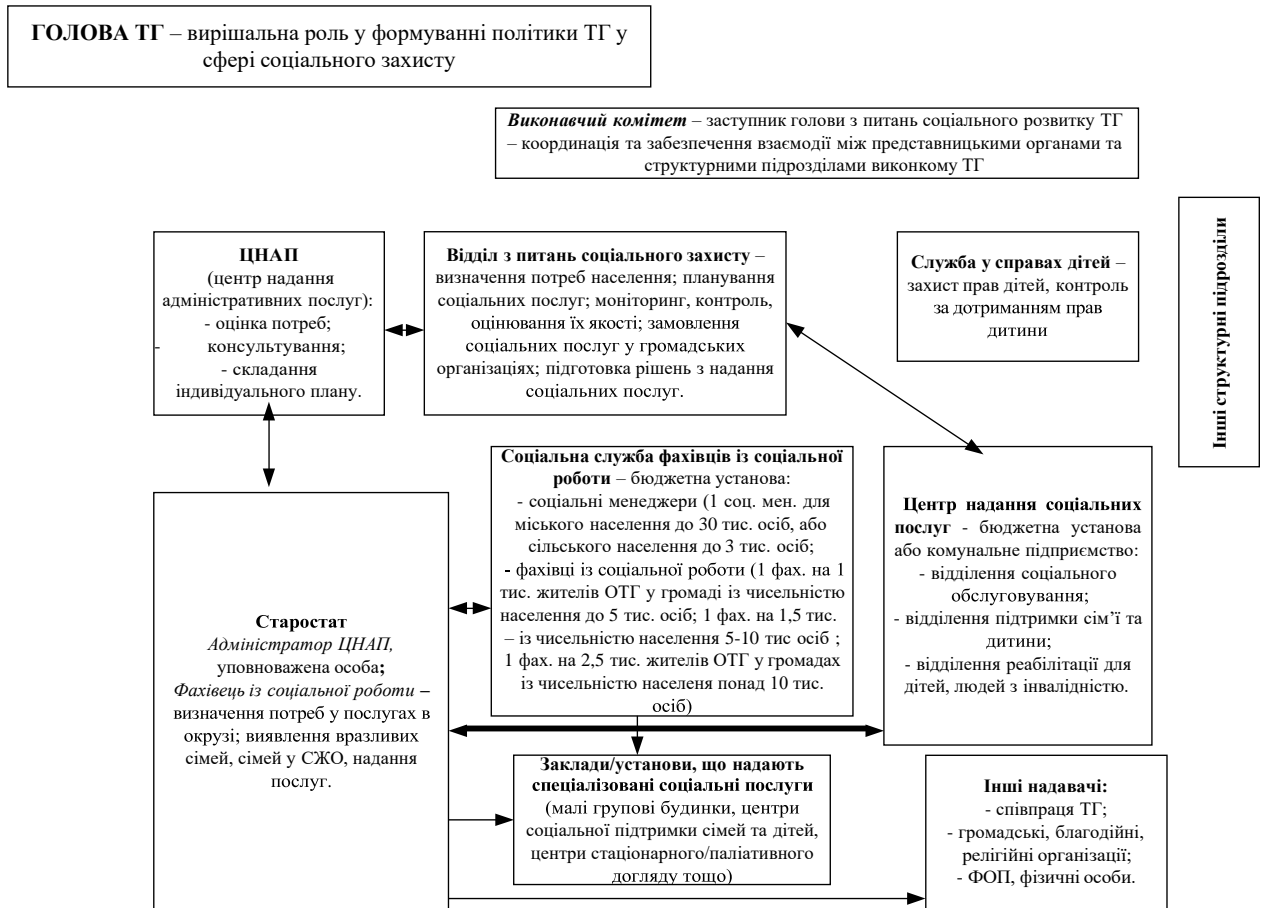 ГОЛОВА ТГ – вирішальна роль у формуванні політики ТГ у
сфері соціального захисту
Виконавчий комітет – заступник голови з питань соціального розвитку ТГ
– координація та забезпечення взаємодії між представницькими органами та
структурними підрозділами виконкому ТГ
Інші структурні підрозділи
ЦНАП
(центр надання
адміністративних послуг):
- оцінка потреб;
- консультування;
- складання
індивідуального плану.
Відділ з питань соціального захисту –
визначення потреб населення; планування
соціальних послуг; моніторинг, контроль,
оцінювання їх якості; замовлення
соціальних послуг у громадських
організаціях; підготовка рішень з надання
соціальних послуг.
Служба у справах дітей –
захист прав дітей, контроль
за дотриманням прав
дитини
Соціальна служба фахівців із соціальної
роботи – бюджетна установа:
- соціальні менеджери (1 соц. мен. для
міського населення до 30 тис. осіб, або
сільського населення до 3 тис. осіб;
- фахівці із соціальної роботи (1 фах. на 1
тис. жителів ОТГ у громаді із чисельністю
населення до 5 тис. осіб; 1 фах. на 1,5 тис.
– із чисельністю населення 5-10 тис осіб ;
1 фах. на 2,5 тис. жителів ОТГ у громадах
із чисельністю населеня понад 10 тис.
осіб)
Центр надання соціальних
послуг - бюджетна установа
або комунальне підприємство:
- відділення соціального
обслуговування;
- відділення підтримки сім’ї та
дитини;
- відділення реабілітації для
дітей, людей з інвалідністю.
Старостат
Адміністратор ЦНАП,
уповноважена особа;
Фахівець із соціальної роботи –
визначення потреб у послугах в
окрузі; виявлення вразливих
сімей, сімей у СЖО, надання
послуг.
Заклади/установи, що надають
спеціалізовані соціальні послуги
(малі групові будинки, центри
соціальної підтримки сімей та дітей,
центри стаціонарного/паліативного
догляду тощо)
Інші надавачі:
- співпраця ТГ;
- громадські, благодійні,
релігійні організації;
- ФОП, фізичні особи.